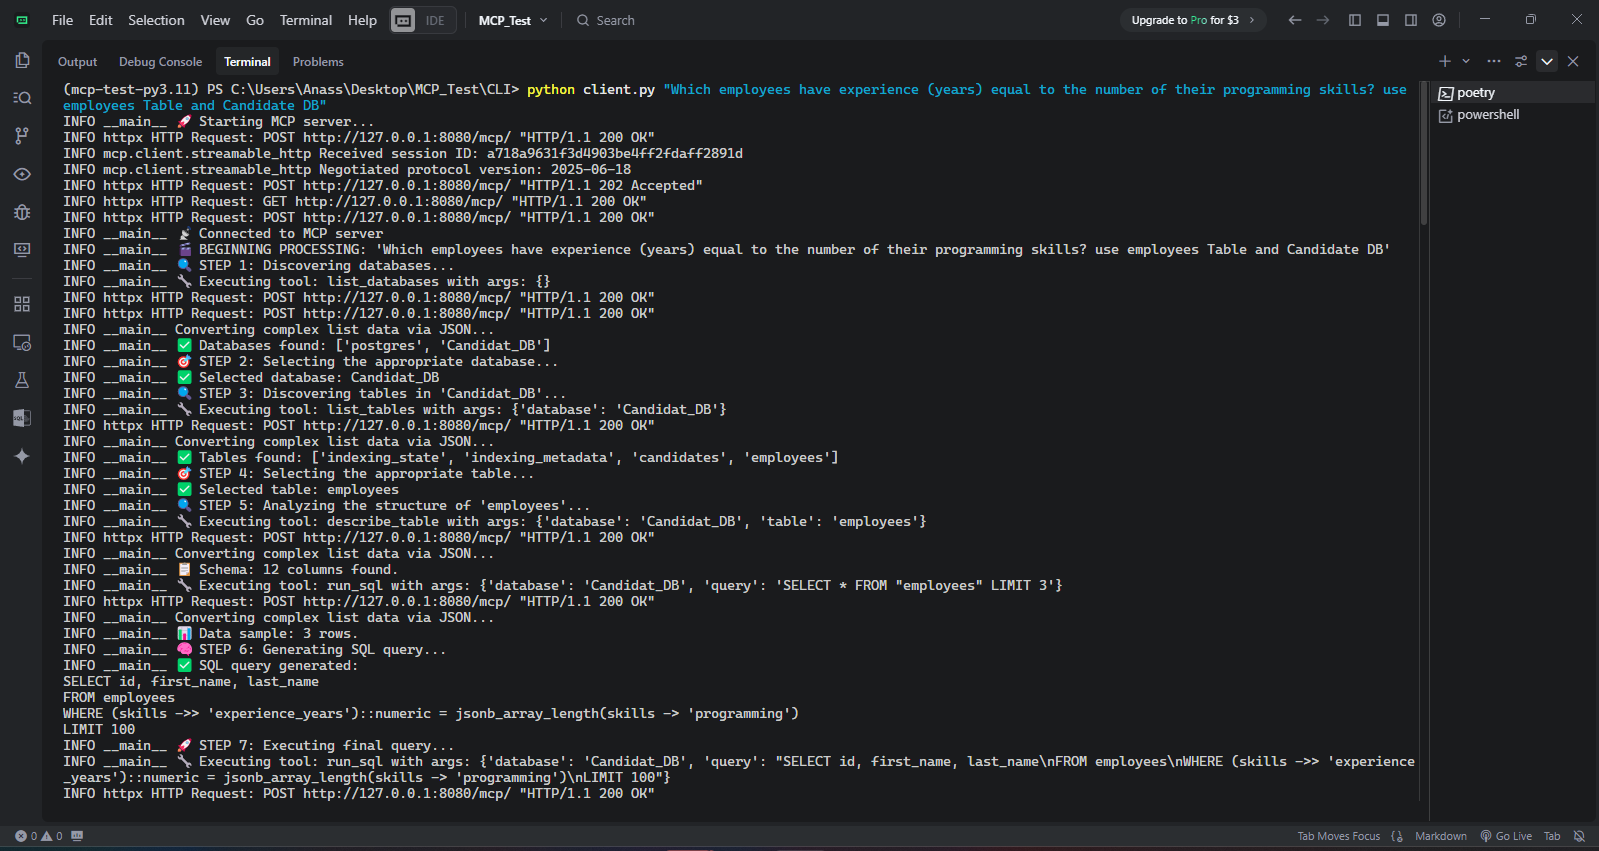 File Edit Selection View Go Terminal Help IDE MCP_Test Search Upgrade to Pro for $3
Output Debug Console Terminal Problems
(mcp-test-py3.11) PS C:\Users\Anass\Desktop\MCP_Test\CLI> python client.py "Which employees have experience (years) equal to the number of their programming skills? use
employees Table and Candidate DB"
INFO __main__ 🚀 Starting MCP server...
INFO httpx HTTP Request: POST http://127.0.0.1:8080/mcp/ "HTTP/1.1 200 OK"
INFO mcp.client.streamable_http Received session ID: a718a9631f3d4903be4ff2fdaff2891d
INFO mcp.client.streamable_http Negotiated protocol version: 2025-06-18
INFO httpx HTTP Request: POST http://127.0.0.1:8080/mcp/ "HTTP/1.1 202 Accepted"
INFO httpx HTTP Request: GET http://127.0.0.1:8080/mcp/ "HTTP/1.1 200 OK"
INFO httpx HTTP Request: POST http://127.0.0.1:8080/mcp/ "HTTP/1.1 200 OK"
INFO __main__ 📡 Connected to MCP server
INFO __main__ 🎬 BEGINNING PROCESSING: 'Which employees have experience (years) equal to the number of their programming skills? use employees Table and Candidate DB'
INFO __main__ 🔍 STEP 1: Discovering databases...
INFO __main__ 🔧 Executing tool: list_databases with args: {}
INFO httpx HTTP Request: POST http://127.0.0.1:8080/mcp/ "HTTP/1.1 200 OK"
INFO httpx HTTP Request: POST http://127.0.0.1:8080/mcp/ "HTTP/1.1 200 OK"
INFO __main__ Converting complex list data via JSON...
INFO __main__ ✅ Databases found: ['postgres', 'Candidat_DB']
INFO __main__ 🎯 STEP 2: Selecting the appropriate database...
INFO __main__ ✅ Selected database: Candidat_DB
INFO __main__ 🔍 STEP 3: Discovering tables in 'Candidat_DB'...
INFO __main__ 🔧 Executing tool: list_tables with args: {'database': 'Candidat_DB'}
INFO httpx HTTP Request: POST http://127.0.0.1:8080/mcp/ "HTTP/1.1 200 OK"
INFO __main__ Converting complex list data via JSON...
INFO __main__ ✅ Tables found: ['indexing_state', 'indexing_metadata', 'candidates', 'employees']
INFO __main__ 🎯 STEP 4: Selecting the appropriate table...
INFO __main__ ✅ Selected table: employees
INFO __main__ 🔍 STEP 5: Analyzing the structure of 'employees'...
INFO __main__ 🔧 Executing tool: describe_table with args: {'database': 'Candidat_DB', 'table': 'employees'}
INFO httpx HTTP Request: POST http://127.0.0.1:8080/mcp/ "HTTP/1.1 200 OK"
INFO __main__ Converting complex list data via JSON...
INFO __main__ 📋 Schema: 12 columns found.
INFO __main__ 🔧 Executing tool: run_sql with args: {'database': 'Candidat_DB', 'query': 'SELECT * FROM "employees" LIMIT 3'}
INFO httpx HTTP Request: POST http://127.0.0.1:8080/mcp/ "HTTP/1.1 200 OK"
INFO __main__ Converting complex list data via JSON...
INFO __main__ 📊 Data sample: 3 rows.
INFO __main__ 🧠 STEP 6: Generating SQL query...
INFO __main__ ✅ SQL query generated:
SELECT id, first_name, last_name
FROM employees
WHERE (skills ->> 'experience_years')::numeric = jsonb_array_length(skills -> 'programming')
LIMIT 100
INFO __main__ 🚀 STEP 7: Executing final query...
INFO __main__ 🔧 Executing tool: run_sql with args: {'database': 'Candidat_DB', 'query': "SELECT id, first_name, last_name\nFROM employees\nWHERE (skills ->> 'experience
_years')::numeric = jsonb_array_length(skills -> 'programming')\nLIMIT 100"}
INFO httpx HTTP Request: POST http://127.0.0.1:8080/mcp/ "HTTP/1.1 200 OK"
poetry
powershell
0 0 Tab Moves Focus Markdown Go Live Tab